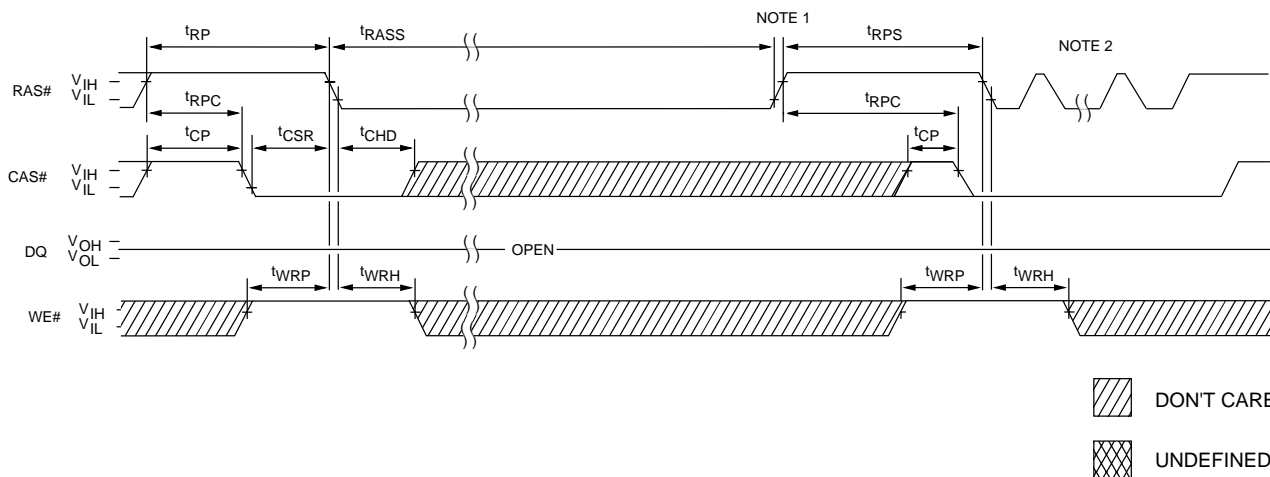 NOTE 1
tRP tRASS tRPS NOTE 2
RAS# VIH
VIL
tRPC tRPC
tCP tCSR tCHD tCP
CAS# VIH
VIL
DQ VOH
VOL
OPEN
tWRP tWRH tWRP tWRH
WE# VIH
VIL
DON'T CARE
UNDEFINED